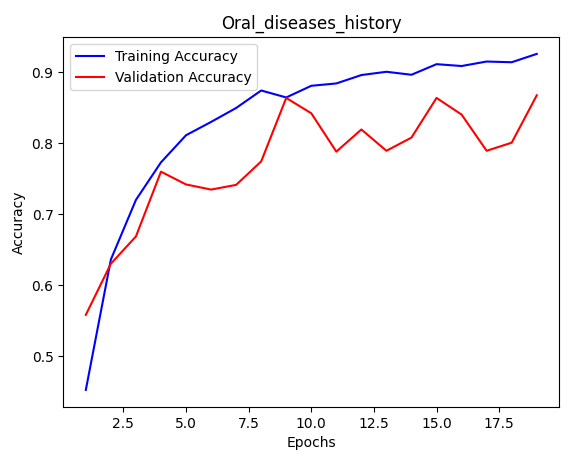 Oral_diseases_history
Training Accuracy
Validation Accuracy
Accuracy
0.9
0.8
0.7
0.6
0.5
2.5 5.0 7.5 10.0 12.5 15.0 17.5
Epochs